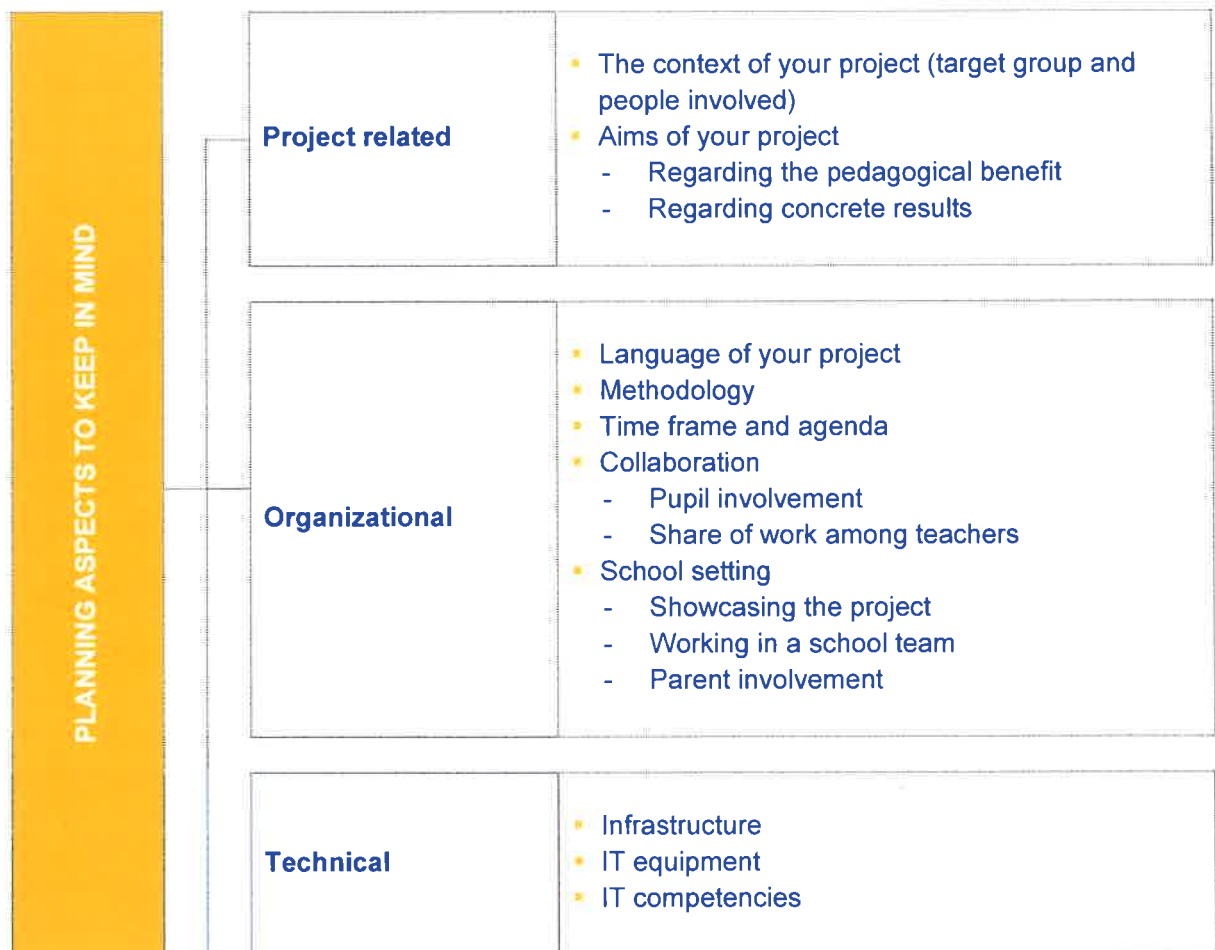 PLANNING ASPECTS TO KEEP IN MIND
Project related
• The context of your project (target group and
people involved)
• Aims of your project
- Regarding the pedagogical benefit
- Regarding concrete results
Organizational
• Language of your project
• Methodology
• Time frame and agenda
• Collaboration
- Pupil involvement
- Share of work among teachers
• School setting
- Showcasing the project
- Working in a school team
- Parent involvement
Technical
• Infrastructure
• IT equipment
• IT competencies